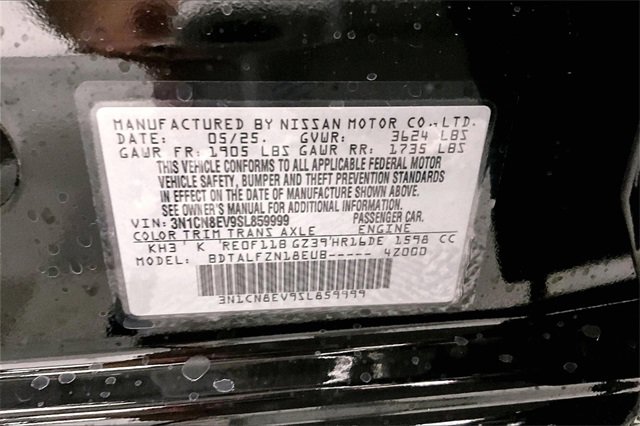 MANUFACTURED BY NISSAN MOTOR CO., LTD.
DATE: 05/25. GVWR: 3624 LBS
GAWR FR: 1905 LBS GAWR RR: 1735 LBS
THIS VEHICLE CONFORMS TO ALL APPLICABLE FEDERAL MOTOR
VEHICLE SAFETY, BUMPER AND THEFT PREVENTION STANDARDS
IN EFFECT ON THE DATE OF MANUFACTURE SHOWN ABOVE.
SEE OWNER'S MANUAL FOR ADDITIONAL INFORMATION.
VIN: 3N1CN8EV9SL859999 PASSENGER CAR.
COLOR TRIM TRANS AXLE ENGINE
KH3 K RE0F11B GZ39 HR16DE 1598 CC
MODEL: BDTALFZN18EUB----- 4Z000
3N1CN8EV9SL859999